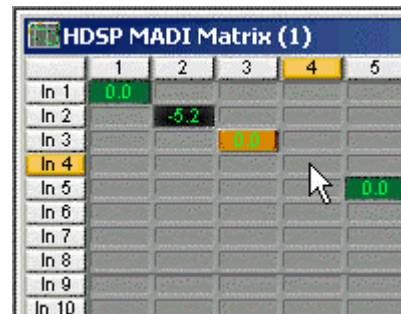 HDSP MADI Matrix (1)
1 2 3 4 5
In 1 0.0
In 2 -5.2
In 3 0.0
In 4
In 5 0.0
In 6
In 7
In 8
In 9
In 10